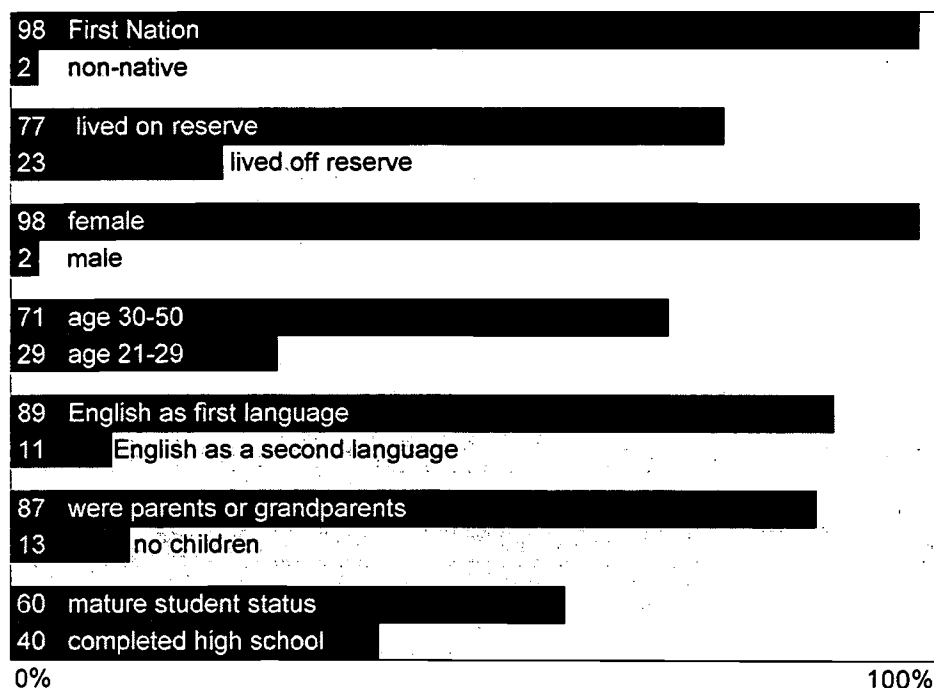 98 First Nation
2 non-native
77 lived on reserve
23 lived off reserve
98 female
2 male
71 age 30-50
29 age 21-29
89 English as first language
11 English as a second language
87 were parents or grandparents
13 no children
60 mature student status
40 completed high school
0% 100%